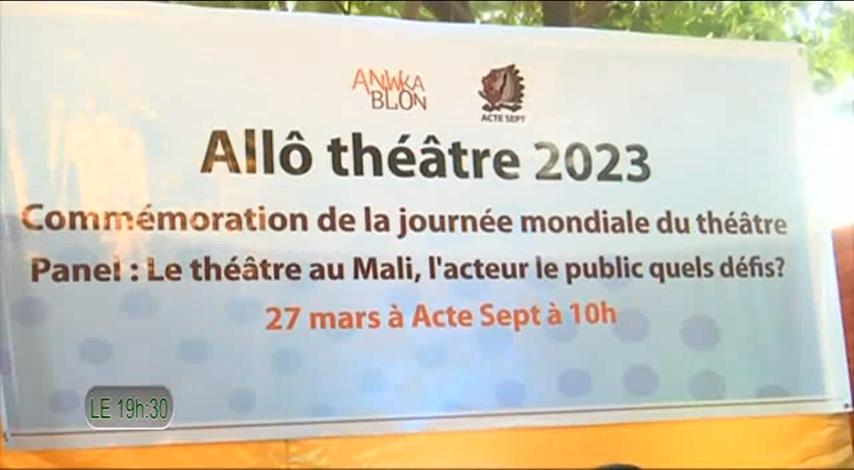 ANWKA
BLON
ACTE SEPT
Allô théâtre 2023
Commémoration de la journée mondiale du théâtre
Panel : Le théâtre au Mali, l'acteur le public quels défis?
27 mars à Acte Sept à 10h
LE 19h:30